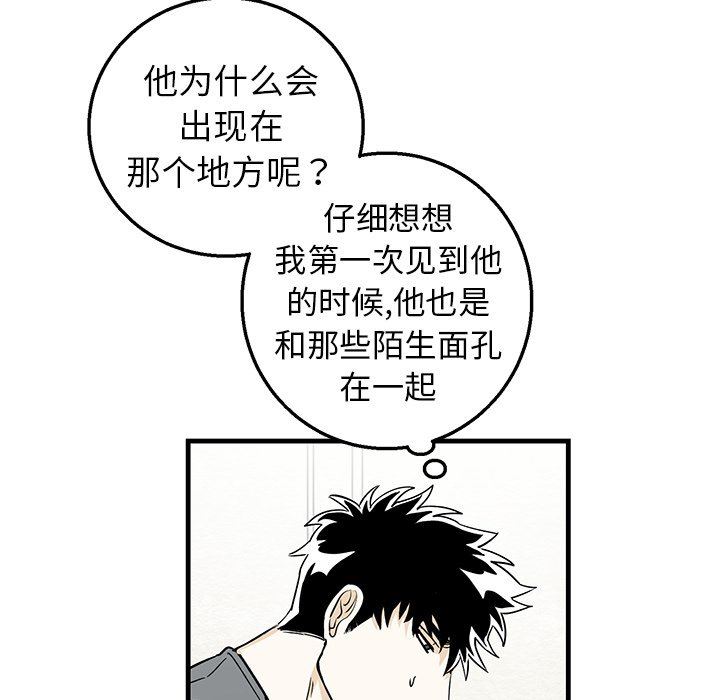 他为什么会
出现在
那个地方呢？
仔细想想
我第一次见到他
的时候,他也是
和那些陌生面孔
在一起